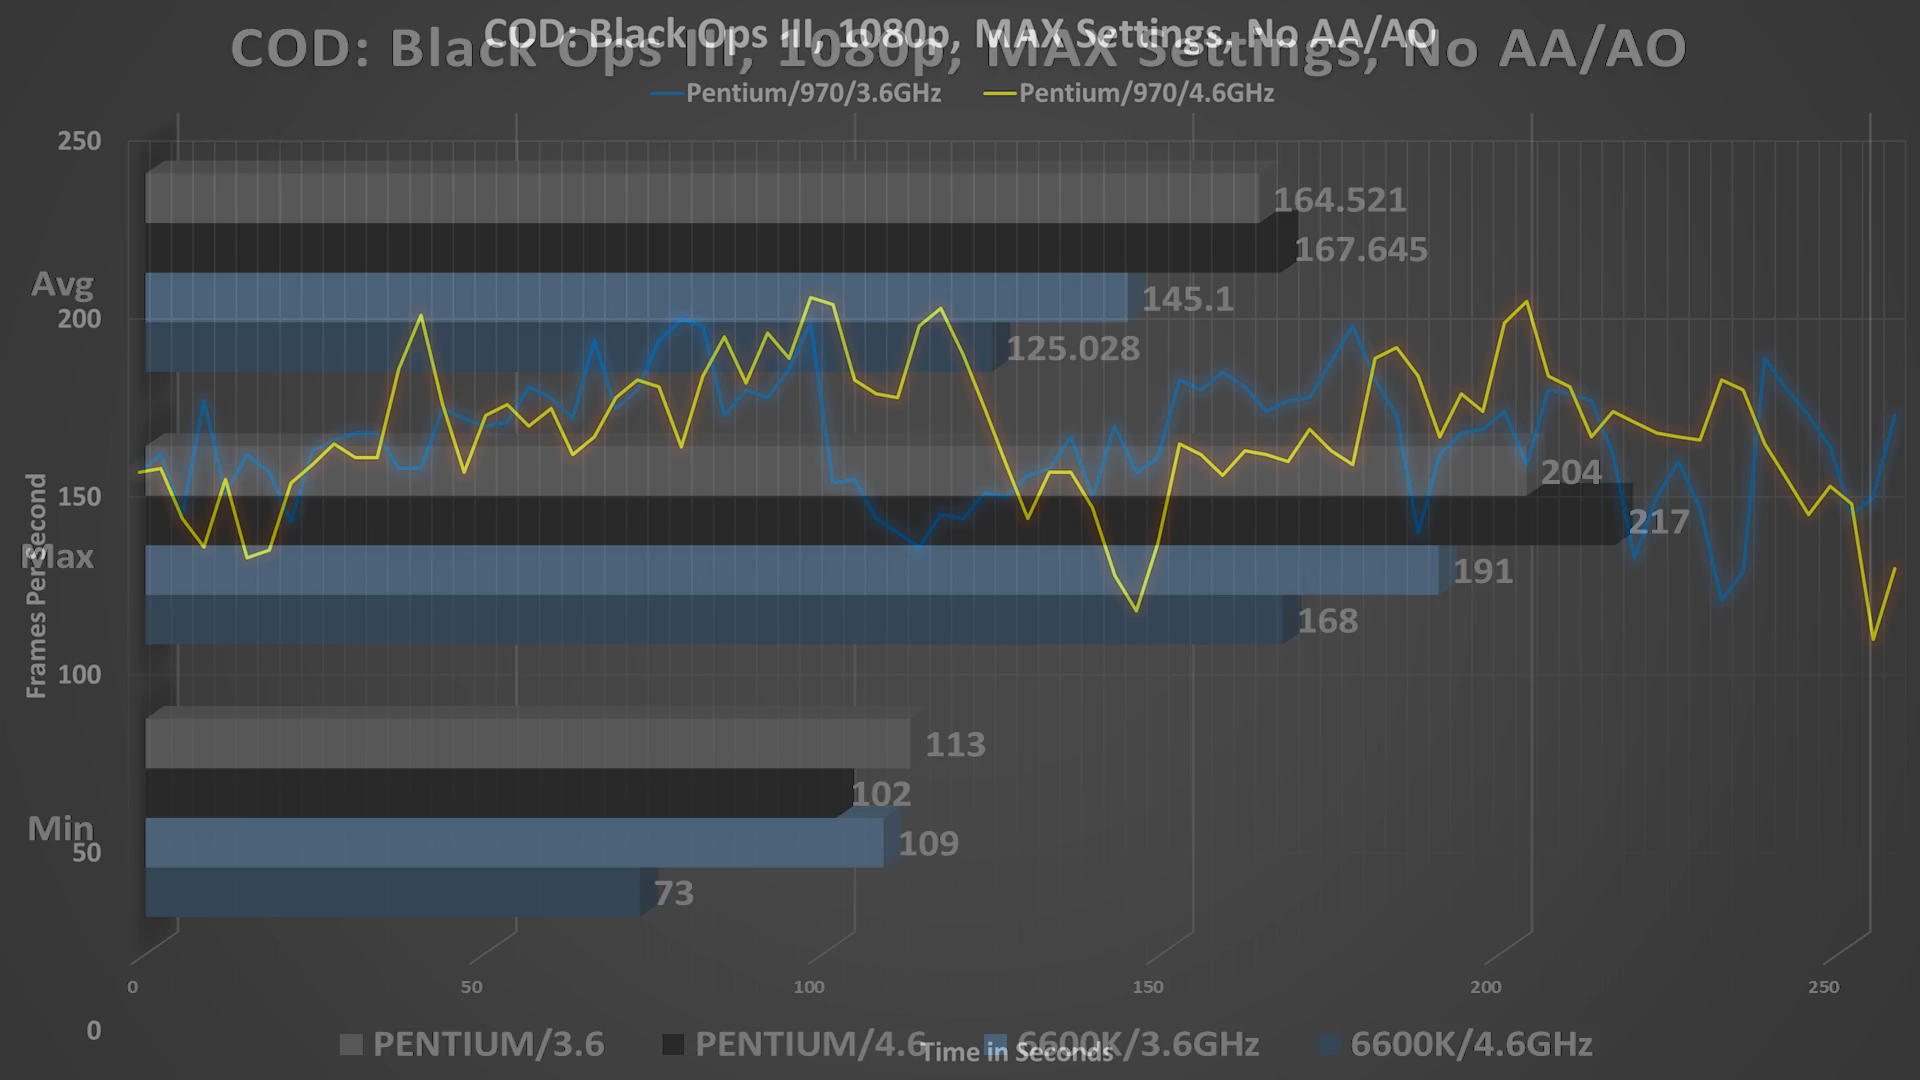 COD: Black Ops III, 1080p, MAX Settings, No AA/AO
COD: Black Ops III, 1080p, MAX Settings, No AA/AO
Pentium/970/3.6GHz Pentium/970/4.6GHz
250
164.521
167.645
Avg
145.1
200
125.028
204
150
217
Max
191
168
Frames Per Second
100
113
102
Min
109
50
73
0 50 100 150 200 250
0
PENTIUM/3.6 PENTIUM/4.6 6600K/3.6GHz 6600K/4.6GHz
Time in Seconds